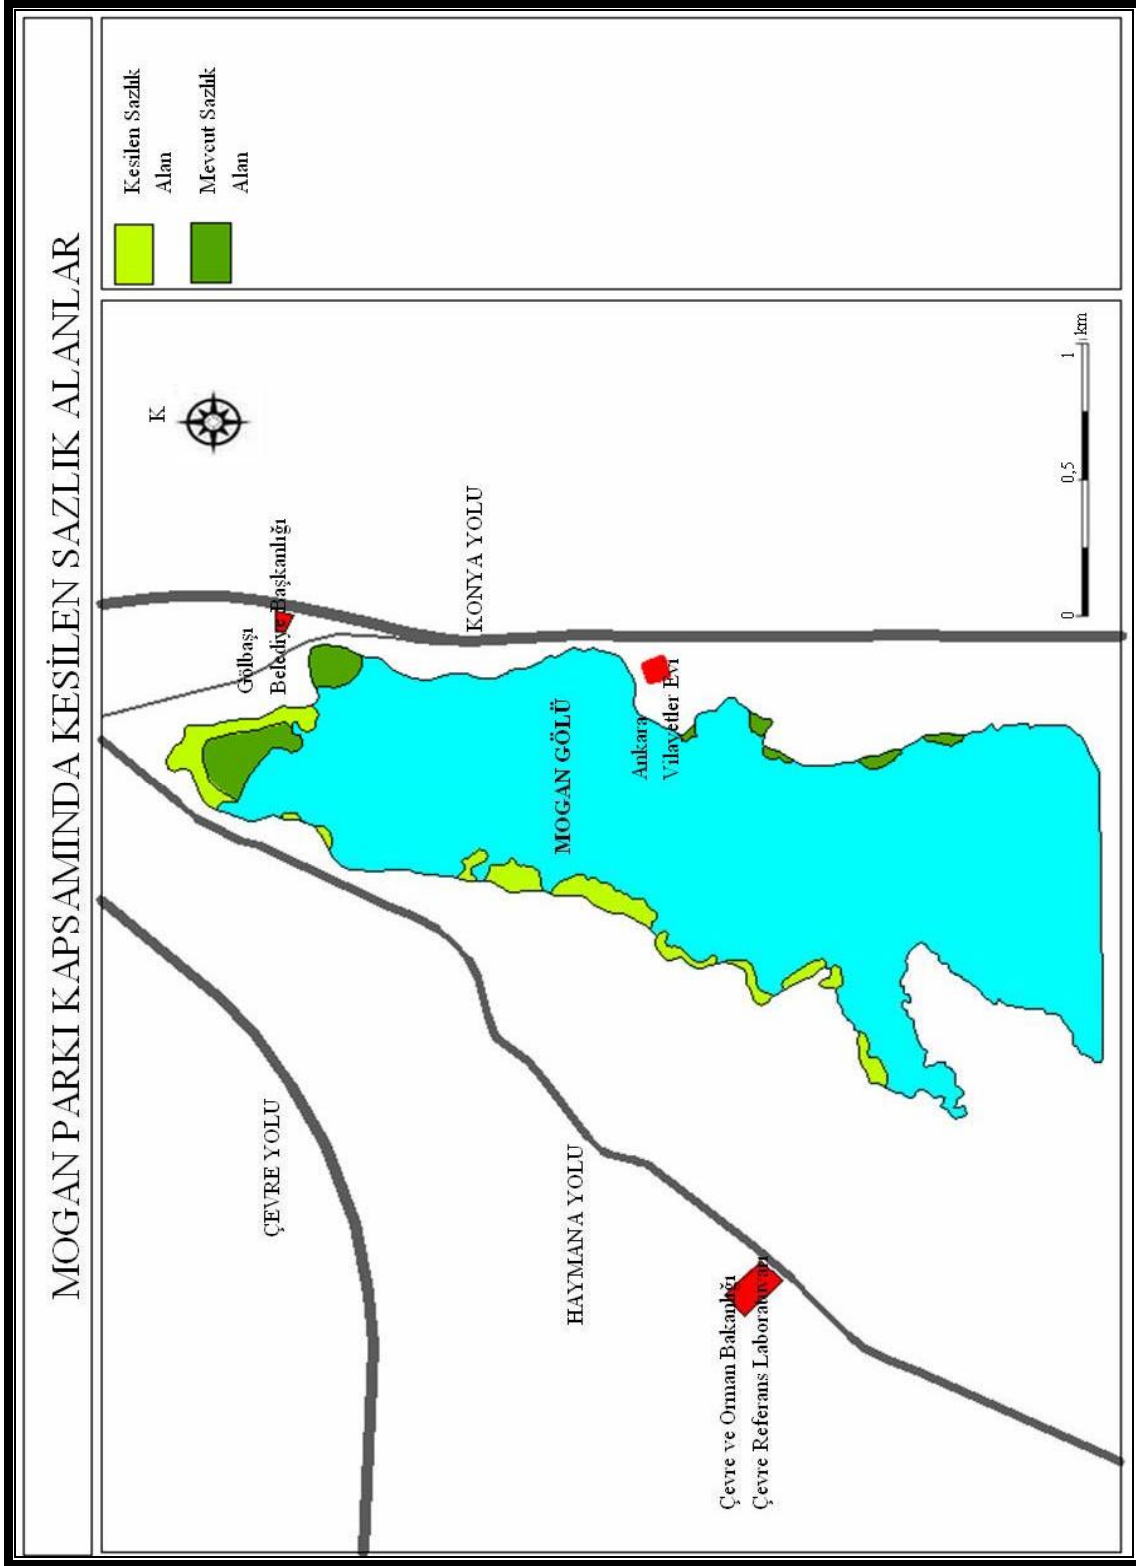 MOGAN PARKI KAPSAMINDA KESİLEN SAZLIK ALANLAR
Kesilen Sazlık
Alan
Mevcut Sazlık
Alan
K
Gölbaşı
Belediye Başkanlığı
KONYA YOLU
MOGAN GÖLÜ
Ankara
Vilayetler Evi
ÇEVRE YOLU
HAYMANA YOLU
Çevre ve Orman Bakanlığı
Çevre Referans Laboratuvarı
0
0,5
1
km